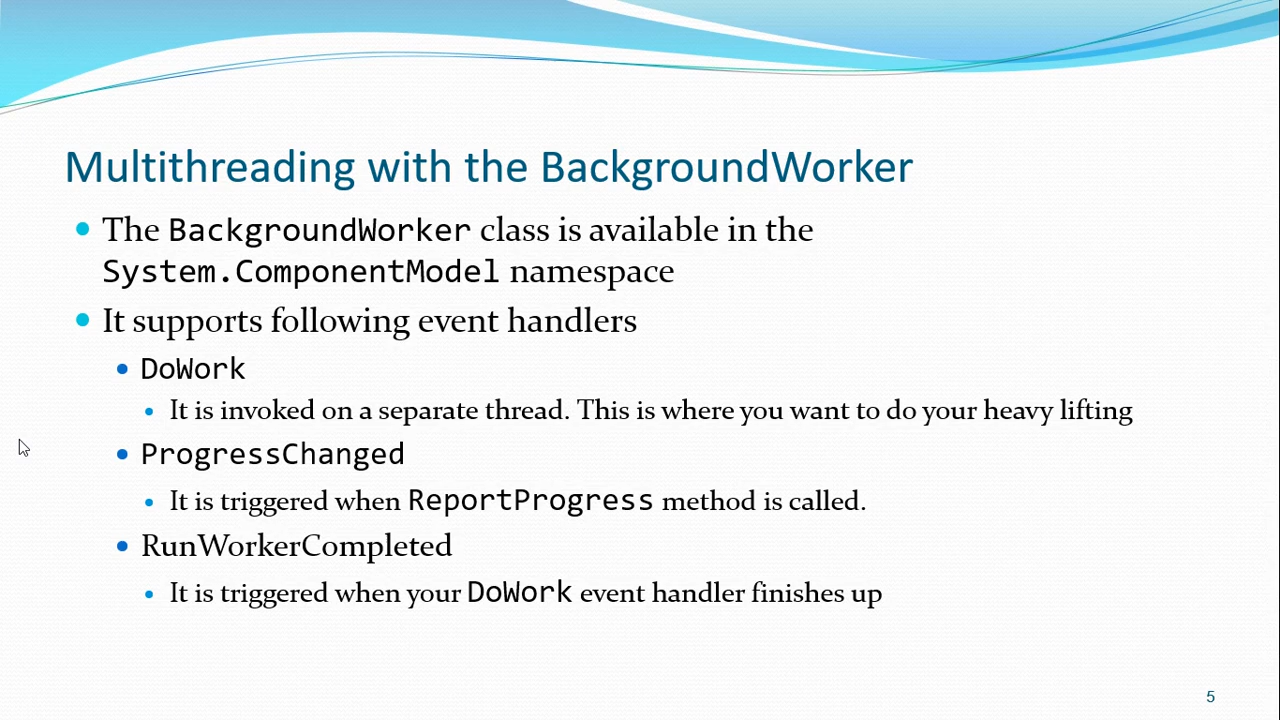 Multithreading with the BackgroundWorker
The BackgroundWorker class is available in the
System.ComponentModel namespace
It supports following event handlers
DoWork
It is invoked on a separate thread. This is where you want to do your heavy lifting
ProgressChanged
It is triggered when ReportProgress method is called.
RunWorkerCompleted
It is triggered when your DoWork event handler finishes up
5